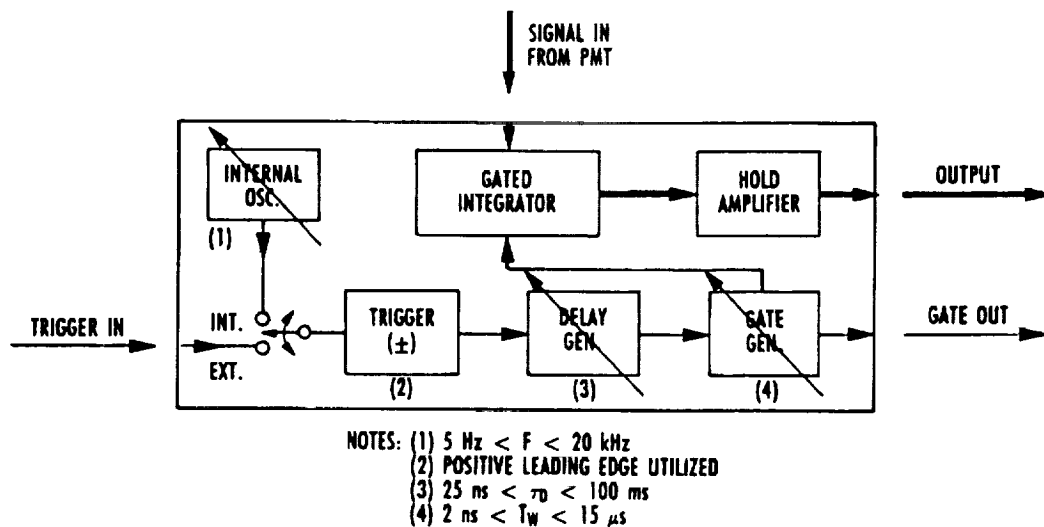 SIGNAL IN
FROM PMT
INTERNAL
OSC.
(1)
GATED
INTEGRATOR
HOLD
AMPLIFIER
OUTPUT
TRIGGER IN
INT.
EXT.
TRIGGER
(±)
(2)
DELAY
GEN.
(3)
GATE
GEN.
(4)
GATE OUT
NOTES: (1) 5 Hz < F < 20 kHz
(2) POSITIVE LEADING EDGE UTILIZED
(3) 25 ns < τD < 100 ms
(4) 2 ns < TW < 15 μs